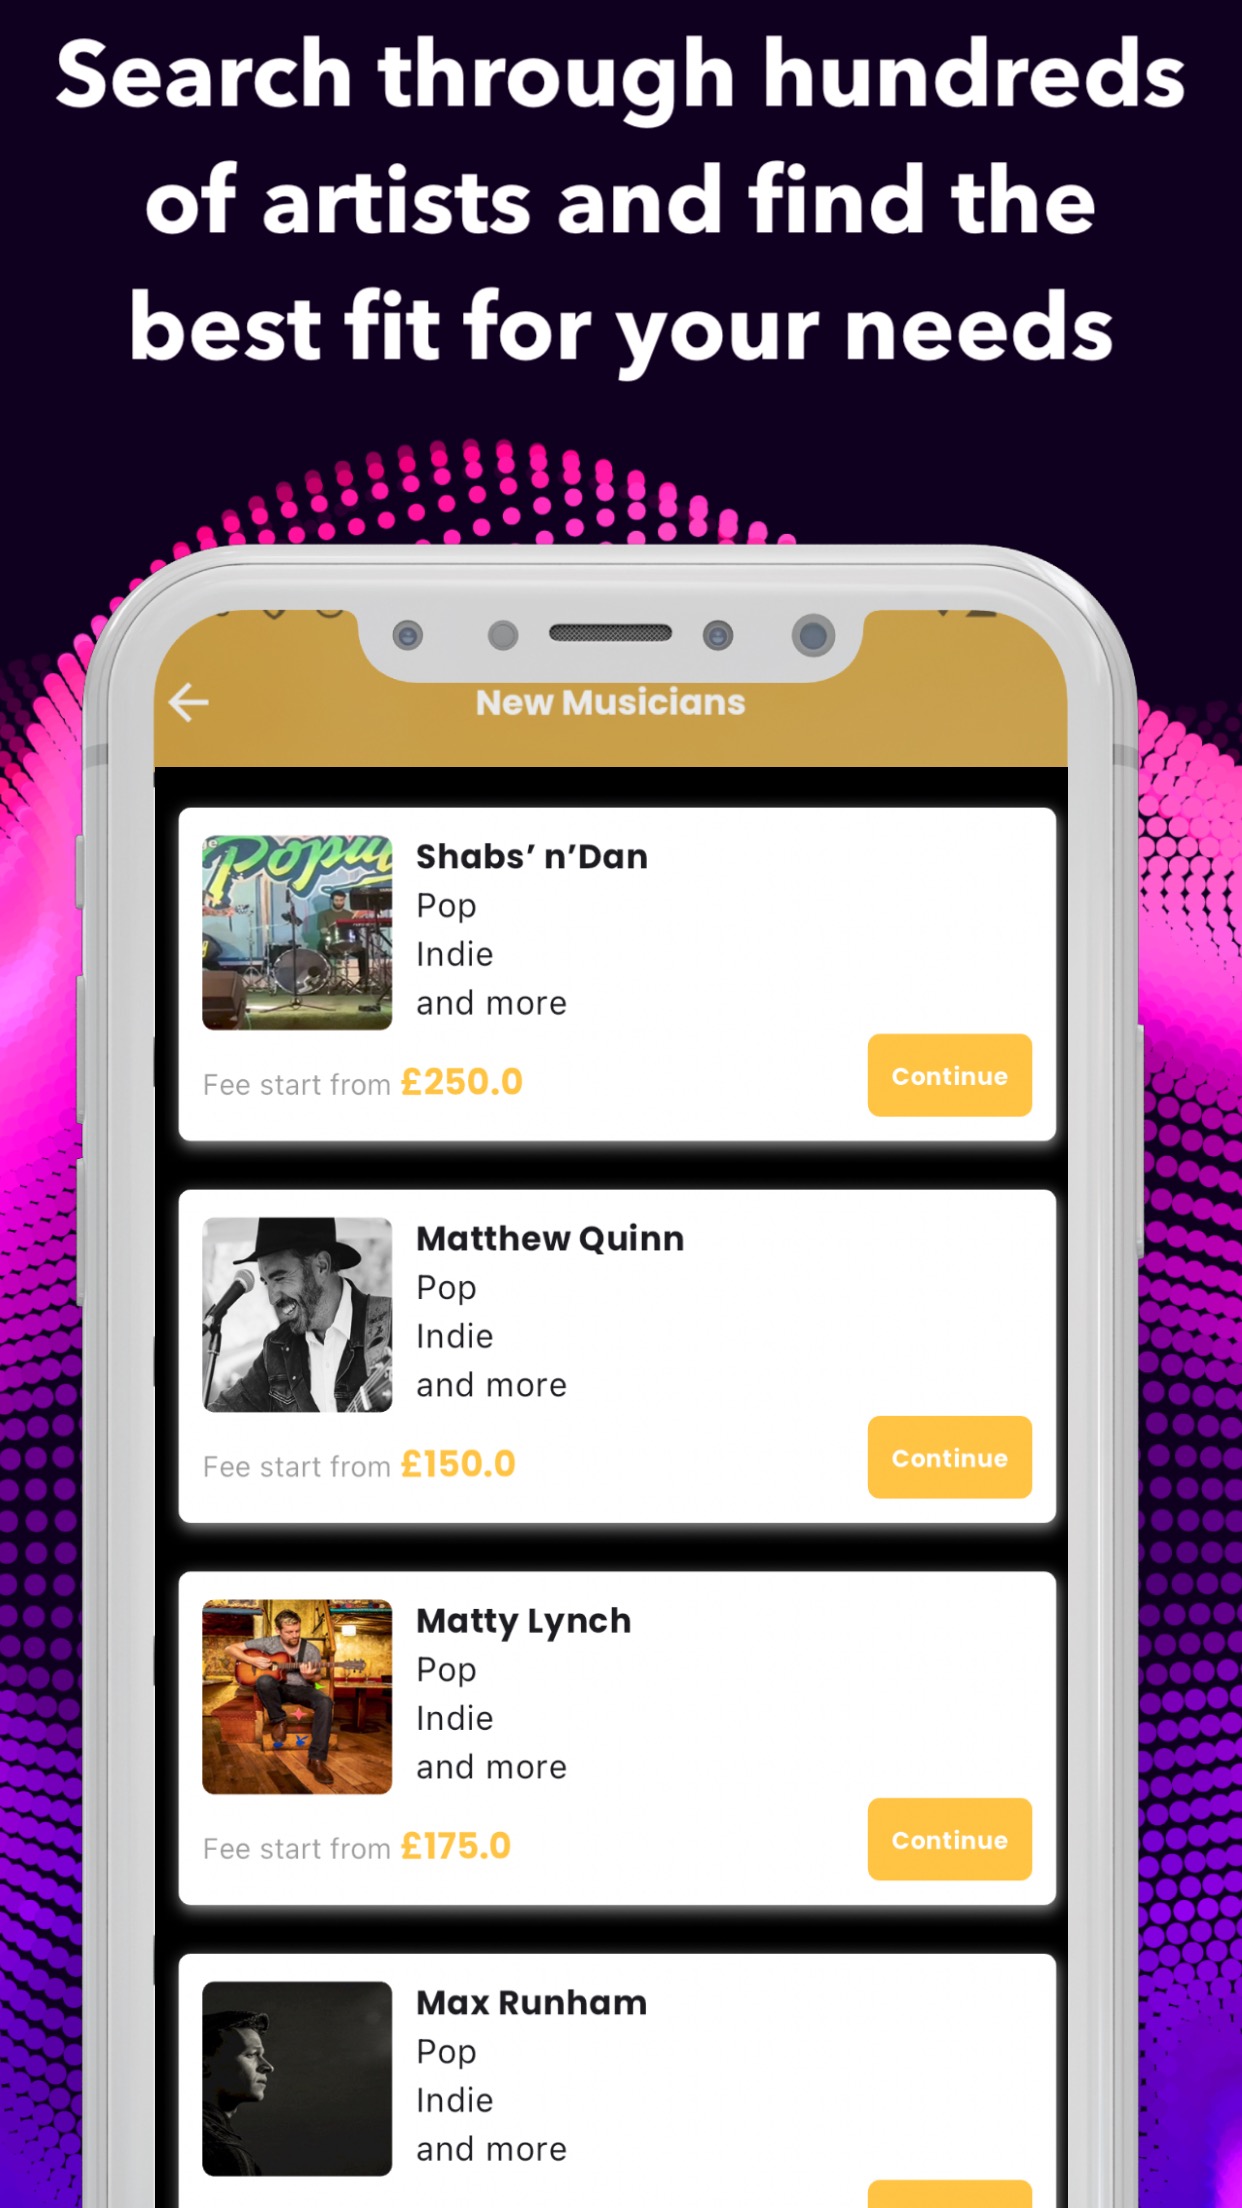 Search through hundreds
of artists and find the
best fit for your needs
New Musicians
Popu
Shabs’ n’Dan
Pop
Indie
and more
Fee start from £250.0
Continue
Matthew Quinn
Pop
Indie
and more
Fee start from £150.0
Continue
Matty Lynch
Pop
Indie
and more
Fee start from £175.0
Continue
Max Runham
Pop
Indie
and more